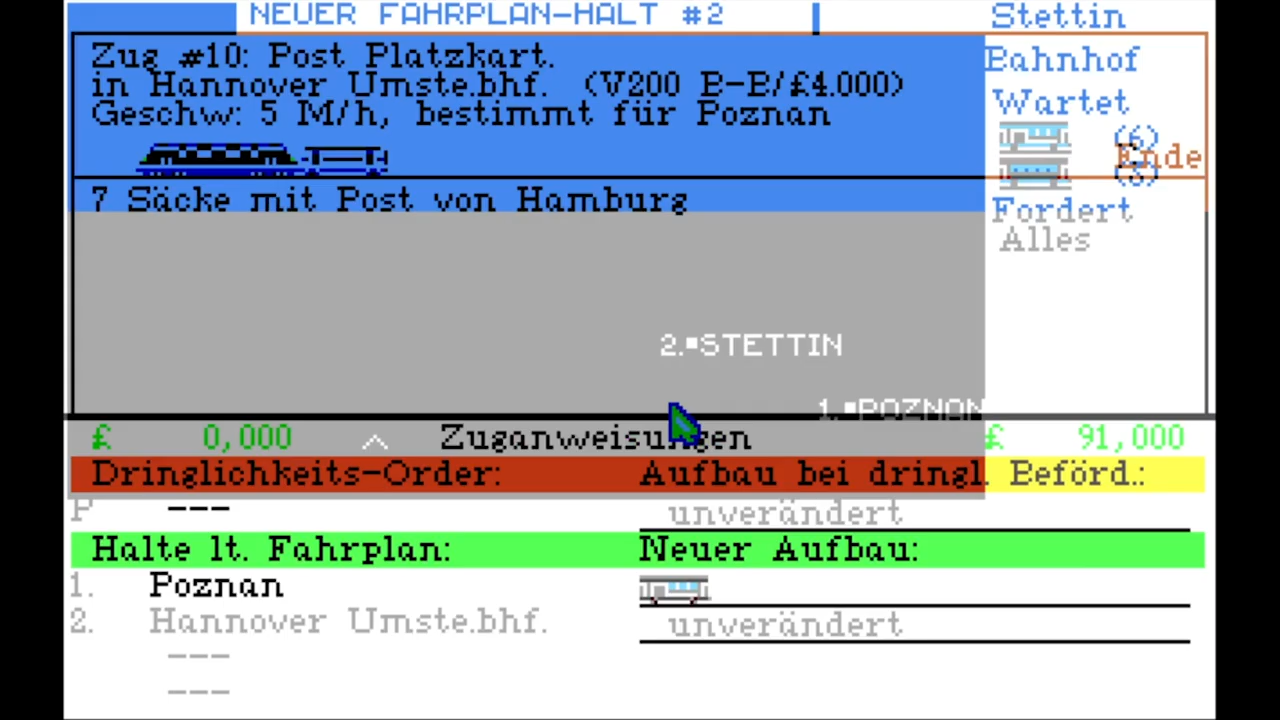 NEUER FAHRPLAN-HALT #2
Stettin
Zug #10: Post Platzkart.
Bahnhof
in Hannover Umste.bhf. (V200 B-B/£4.000)
Wartet
Geschw: 5 M/h, bestimmt für Poznan
(6)
Ende
7 Säcke mit Post von Hamburg
Fordert
Alles
2.▪STETTIN
1.▪POZNAN
£ 0,000 ^ Zuganweisungen £ 91,000
Dringlichkeits-Order: Aufbau bei dringl. Beförd.:
P --- unverändert
Halte lt. Fahrplan: Neuer Aufbau:
1. Poznan
2. Hannover Umste.bhf. unverändert
---
---